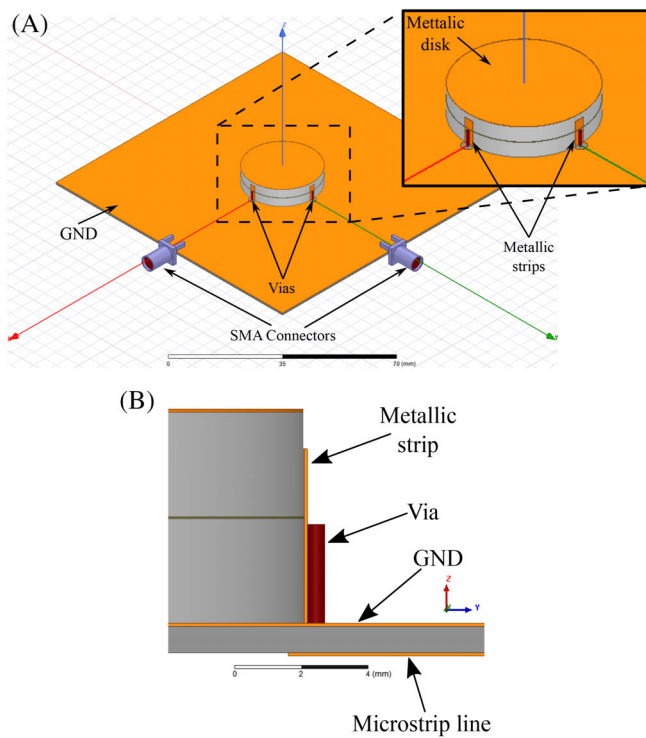 (A)
Z
Mettalic
disk
GND
Vias
Metallic
strips
SMA Connectors
x
Y
0
35
70 (mm)
(B)
Metallic
strip
Via
GND
Z
Y
0
2
4 (mm)
Microstrip line